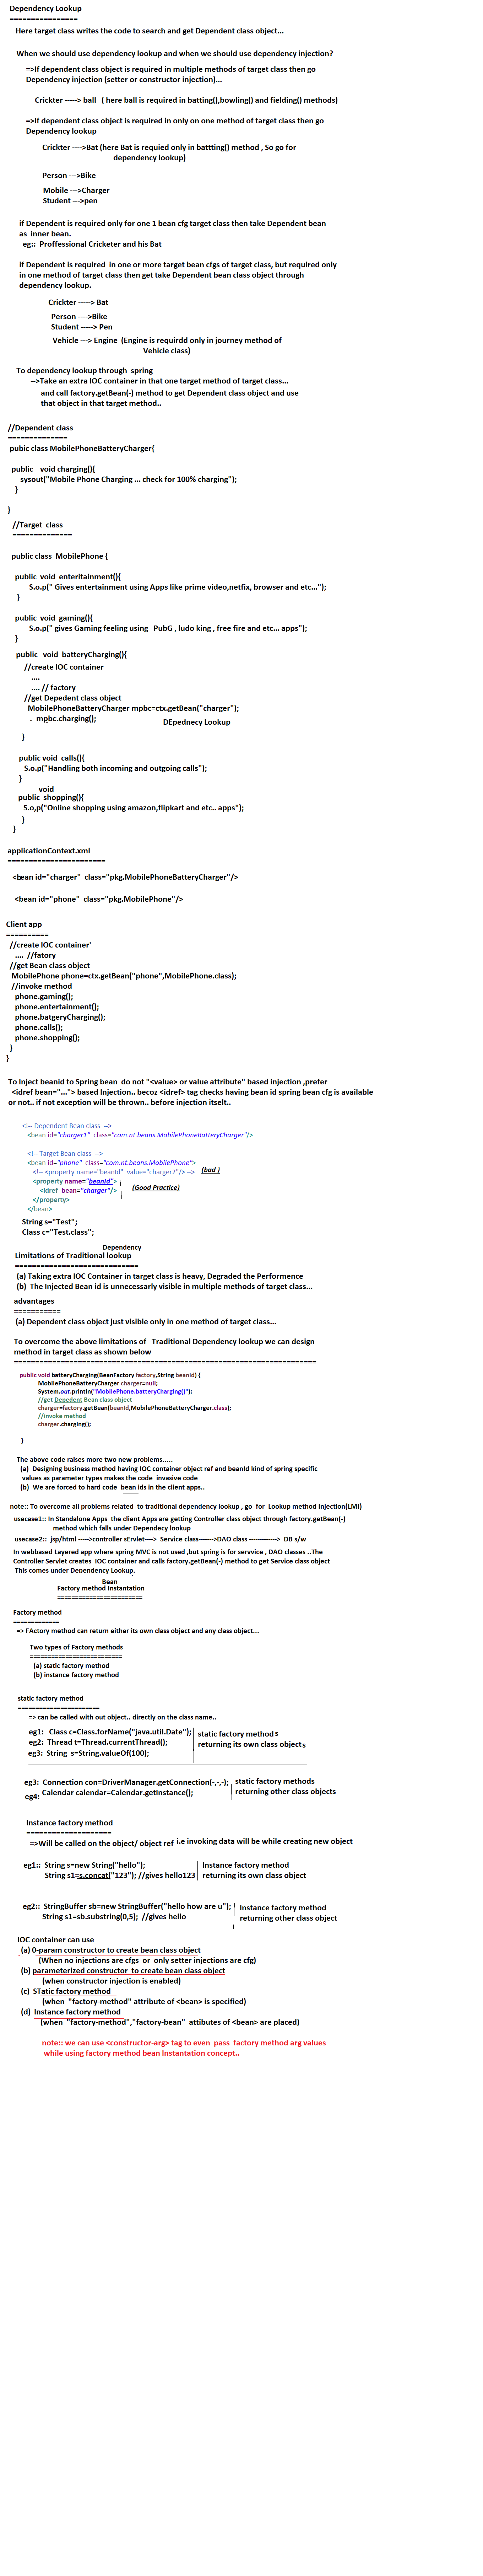 Dependency Lookup
================
Here target class writes the code to search and get Dependent class object...
When we should use dependency lookup and when we should use dependency injection?
=>If dependent class object is required in multiple methods of target class then go
Dependency injection (setter or constructor injection)...
Crickter -----> ball ( here ball is required in batting(),bowling() and fielding() methods)
=>If dependent class object is required in only on one method of target class then go
Dependency lookup
Crickter ---->Bat (here Bat is requied only in battting() method , So go for
dependency lookup)
Person --->Bike
Mobile --->Charger
Student --->pen
if Dependent is required only for one 1 bean cfg target class then take Dependent bean
as inner bean.
eg:: Proffessional Cricketer and his Bat
if Dependent is required in one or more target bean cfgs of target class, but required only
in one method of target class then get take Dependent bean class object through
dependency lookup.
Crickter -----> Bat
Person ---->Bike
Student -----> Pen
Vehicle ---> Engine (Engine is requirdd only in journey method of
Vehicle class)
To dependency lookup through spring
-->Take an extra IOC container in that one target method of target class...
and call factory.getBean(-) method to get Dependent class object and use
that object in that target method..
//Dependent class
==============
pubic class MobilePhoneBatteryCharger{
public void charging(){
sysout("Mobile Phone Charging ... check for 100% charging");
}
}
//Target class
==============
public class MobilePhone {
public void enteritainment(){
S.o.p(" Gives entertainment using Apps like prime video,netfix, browser and etc...");
}
public void gaming(){
S.o.p(" gives Gaming feeling using PubG , ludo king , free fire and etc... apps");
}
public void batteryCharging(){
//create IOC container
....
.... // factory
//get Depedent class object
MobilePhoneBatteryCharger mpbc=ctx.getBean("charger");
. mpbc.charging();
DEpednecy Lookup
}
public void calls(){
S.o.p("Handling both incoming and outgoing calls");
}
void
public shopping(){
S.o,p("Online shopping using amazon,flipkart and etc.. apps");
}
}
applicationContext.xml
=======================
<bean id="charger" class="pkg.MobilePhoneBatteryCharger"/>
<bean id="phone" class="pkg.MobilePhone"/>
Client app
==========
//create IOC container'
.... //fatory
//get Bean class object
MobilePhone phone=ctx.getBean("phone",MobilePhone.class);
//invoke method
phone.gaming();
phone.entertainment();
phone.batgeryCharging();
phone.calls();
phone.shopping();
}
}
To Inject beanid to Spring bean do not "<value> or value attribute" based injection ,prefer
<idref bean="..."> based Injection.. becoz <idref> tag checks having bean id spring bean cfg is available
or not.. if not exception will be thrown.. before injection itselt..
<!-- Dependent Bean class -->
<bean id="charger1" class="com.nt.beans.MobilePhoneBatteryCharger"/>
<!-- Target Bean class -->
<bean id="phone" class="com.nt.beans.MobilePhone">
<!-- <property name="beanId" value="charger2"/> --> (bad )
<property name="beanId">
<idref bean="charger"/> (Good Practice)
</property>
</bean>
String s="Test";
Class c="Test.class";
Dependency
Limitations of Traditional lookup
=============================
(a) Taking extra IOC Container in target class is heavy, Degraded the Performence
(b) The Injected Bean id is unnecessarly visible in multiple methods of target class...
advantages
===========
(a) Dependent class object just visible only in one method of target class...
To overcome the above limitations of Traditional Dependency lookup we can design
method in target class as shown below
=======================================================================
public void batteryCharging(BeanFactory factory,String beanId) {
MobilePhoneBatteryCharger charger=null;
System.out.println("MobilePhone.batteryCharging()");
//get Depedent Bean class object
charger=factory.getBean(beanId,MobilePhoneBatteryCharger.class);
//invoke method
charger.charging();
}
The above code raises more two new problems.....
(a) Designing business method having IOC container object ref and beanId kind of spring specific
values as parameter types makes the code invasive code
(b) We are forced to hard code bean ids in the client apps..
note:: To overcome all problems related to traditional dependency lookup , go for Lookup method Injection(LMI)
usecase1:: In Standalone Apps the client Apps are getting Controller class object through factory.getBean(-)
method which falls under Dependecy lookup
usecase2:: jsp/html ----->controller sErvlet---> Service class------->DAO class -------------> DB s/w
In webbased Layered app where spring MVC is not used ,but spring is for servvice , DAO classes ..The
Controller Servlet creates IOC container and calls factory.getBean(-) method to get Service class object
This comes under Dependency Lookup.
Bean
Factory method Instantation
========================
Factory method
=============
=> FActory method can return either its own class object and any class object...
Two types of Factory methods
==========================
(a) static factory method
(b) instance factory method
static factory method
=======================
=> can be called with out object.. directly on the class name..
eg1: Class c=Class.forName("java.util.Date"); static factory methods
eg2: Thread t=Thread.currentThread(); returning its own class objects
eg3: String s=String.valueOf(100);
eg3: Connection con=DriverManager.getConnection(-,-,-); static factory methods
eg4: Calendar calendar=Calendar.getInstance(); returning other class objects
Instance factory method
====================
=>Will be called on the object/ object ref i.e invoking data will be while creating new object
eg1:: String s=new String("hello"); Instance factory method
String s1=s.concat("123"); //gives hello123 returning its own class object
eg2:: StringBuffer sb=new StringBuffer("hello how are u"); Instance factory method
String s1=sb.substring(0,5); //gives hello returning other class object
IOC container can use
(a) 0-param constructor to create bean class object
(When no injections are cfgs or only setter injections are cfg)
(b) parameterized constructor to create bean class object
(when constructor injection is enabled)
(c) STatic factory method
(when "factory-method" attribute of <bean> is specified)
(d) Instance factory method
(when "factory-method","factory-bean" attibutes of <bean> are placed)
note:: we can use <constructor-arg> tag to even pass factory method arg values
while using factory method bean Instantation concept..